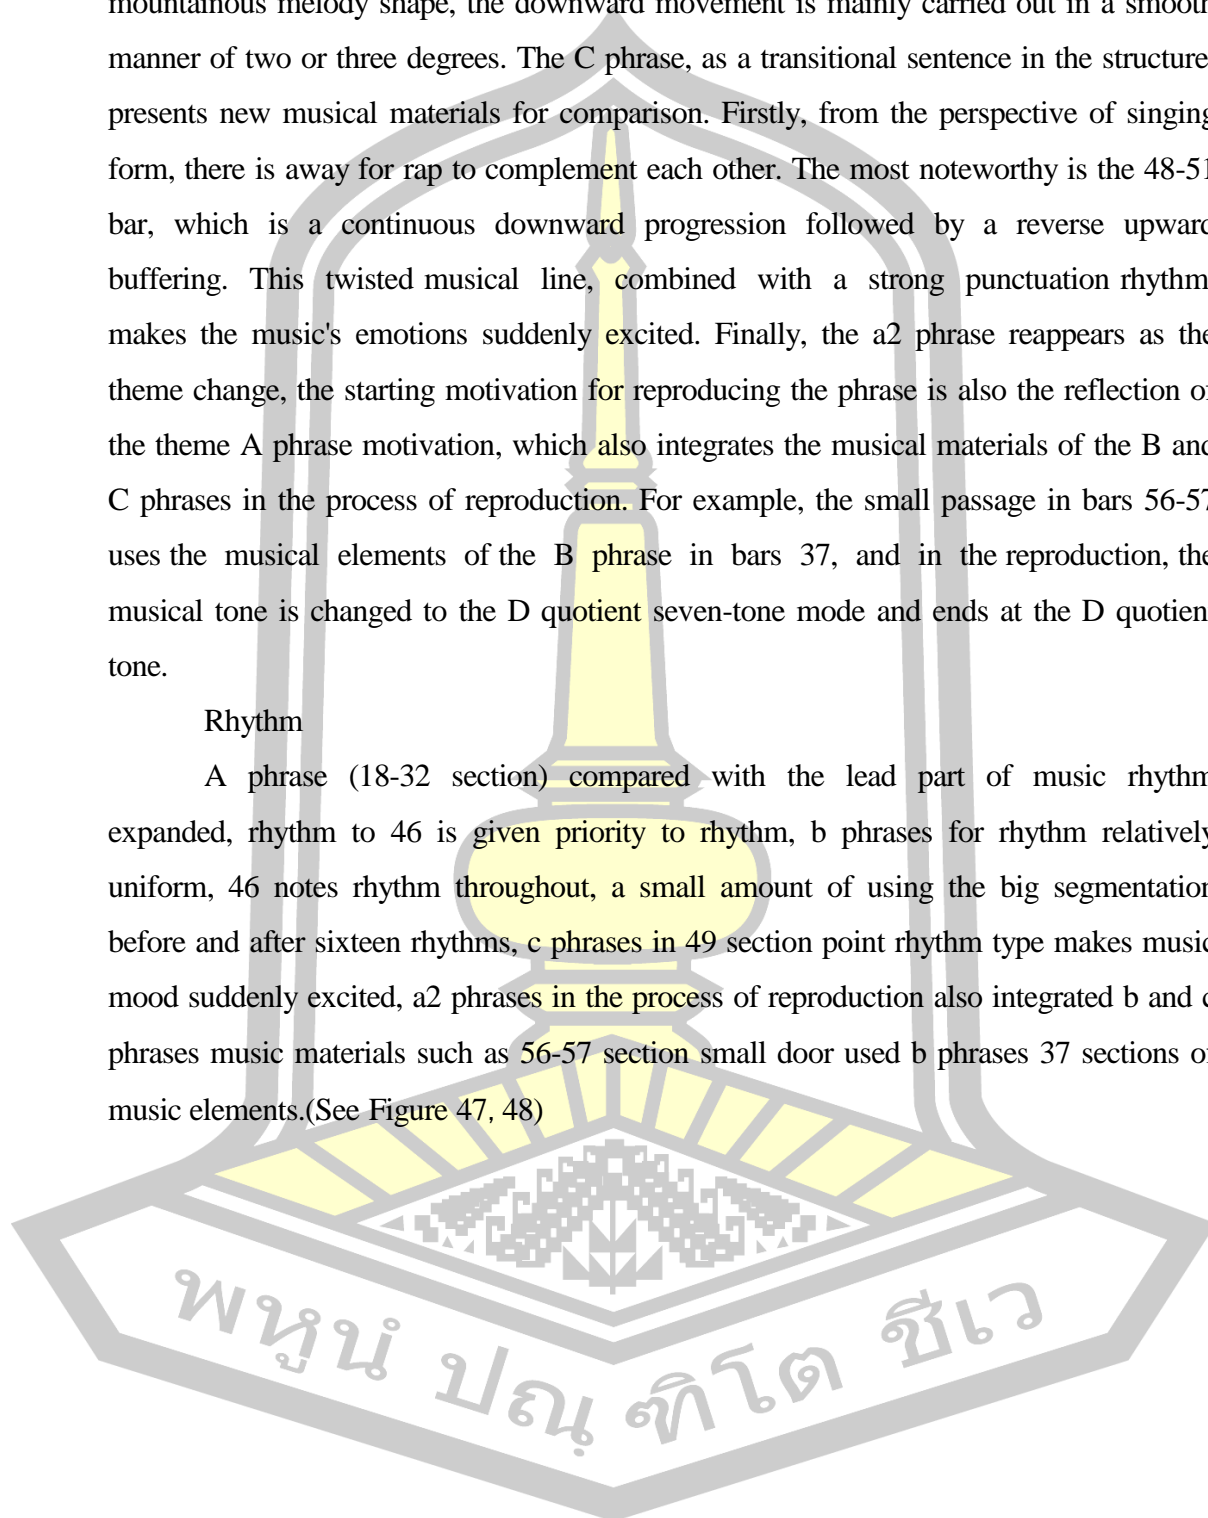 mountainous melody shape, the downward movement is mainly carried out in a smooth
manner of two or three degrees. The C phrase, as a transitional sentence in the structure
presents new musical materials for comparison. Firstly, from the perspective of singing
form, there is away for rap to complement each other. The most noteworthy is the 48-51
bar, which is a continuous downward progression followed by a reverse upward
buffering. This twisted musical line, combined with a strong punctuation rhythm
makes the music's emotions suddenly excited. Finally, the a2 phrase reappears as the
theme change, the starting motivation for reproducing the phrase is also the reflection of
the theme A phrase motivation, which also integrates the musical materials of the B and
C phrases in the process of reproduction. For example, the small passage in bars 56-57
uses the musical elements of the B phrase in bars 37, and in the reproduction, the
musical tone is changed to the D quotient seven-tone mode and ends at the D quotient
tone.
Rhythm
A phrase (18-32 section) compared with the lead part of music rhythm
expanded, rhythm to 46 is given priority to rhythm, b phrases for rhythm relatively
uniform, 46 notes rhythm throughout, a small amount of using the big segmentation
before and after sixteen rhythms, c phrases in 49 section point rhythm type makes music
mood suddenly excited, a2 phrases in the process of reproduction also integrated b and c
phrases music materials such as 56-57 section small door used b phrases 37 sections of
music elements.(See Figure 47, 48)
พหูนํ ปณฺฑิโต ชีเว